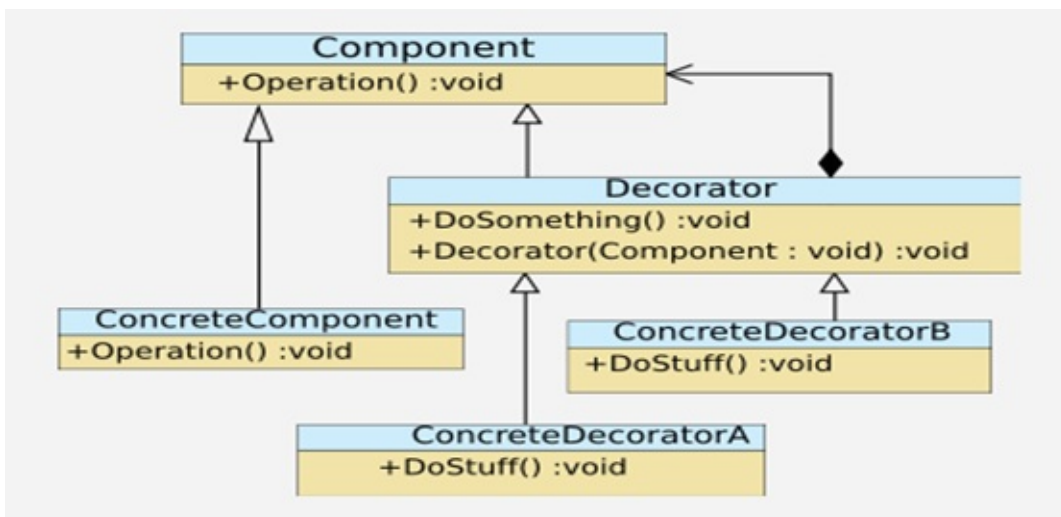 Component
+Operation() :void
Decorator
+DoSomething() :void
+Decorator(Component : void) :void
ConcreteComponent
+Operation() :void
ConcreteDecoratorB
+DoStuff() :void
ConcreteDecoratorA
+DoStuff() :void